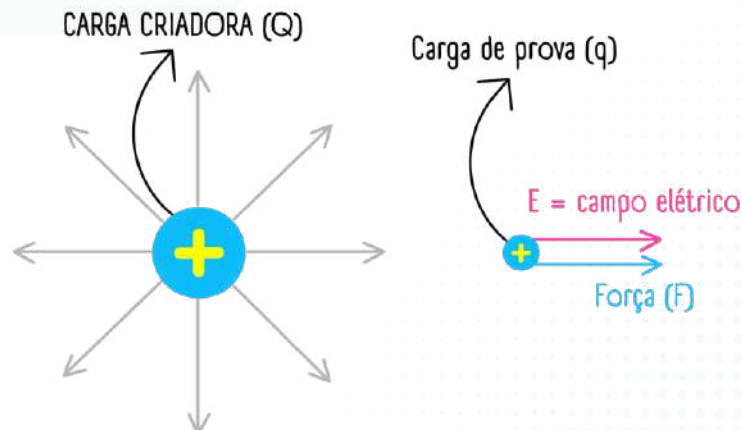 CARGA CRIADORA (Q)
Carga de prova (q)
+
+
E = campo elétrico
Força (F)